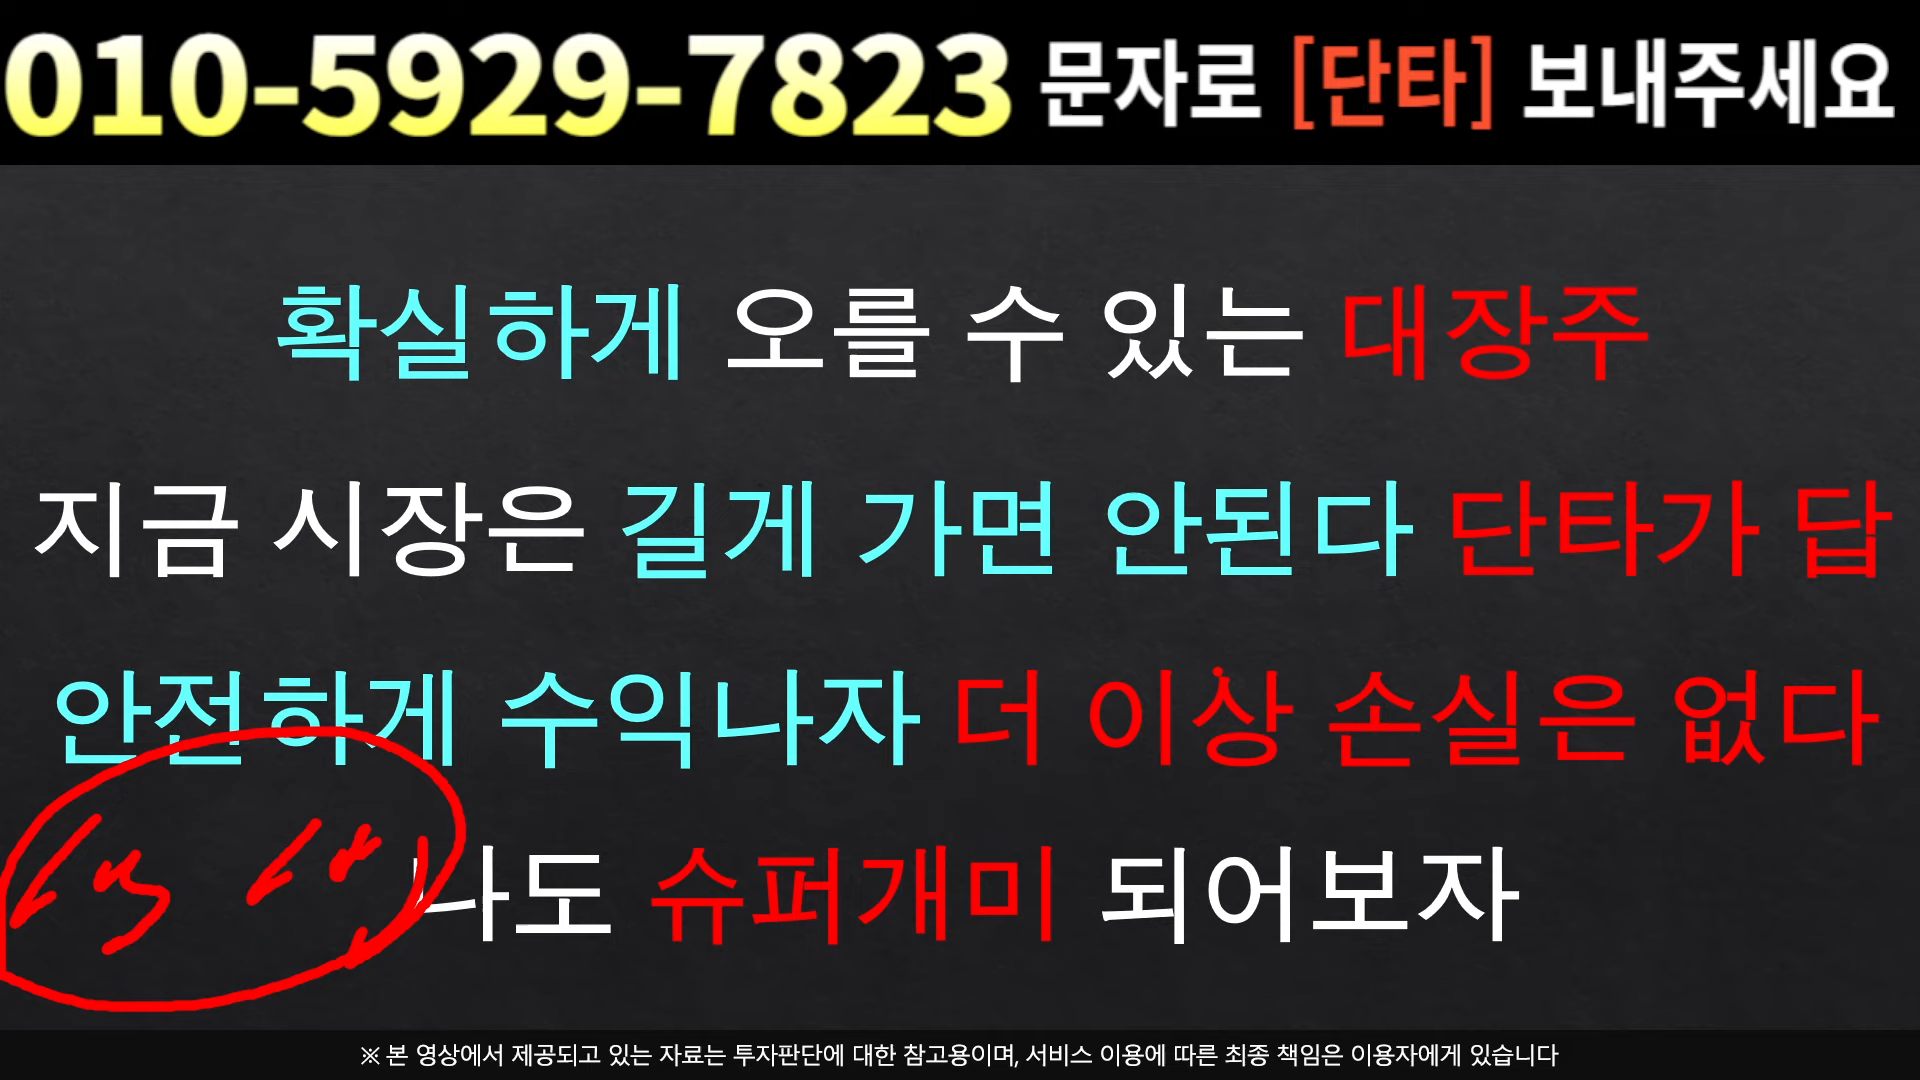 010-5929-7823 문자로 [단타] 보내주세요
확실하게 오를 수 있는 대장주
지금 시장은 길게 가면 안된다 단타가 답
안전하게 수익나자 더 이상 손실은 없다
나도 슈퍼개미 되어보자
※ 본 영상에서 제공되고 있는 자료는 투자판단에 대한 참고용이며, 서비스 이용에 따른 최종 책임은 이용자에게 있습니다